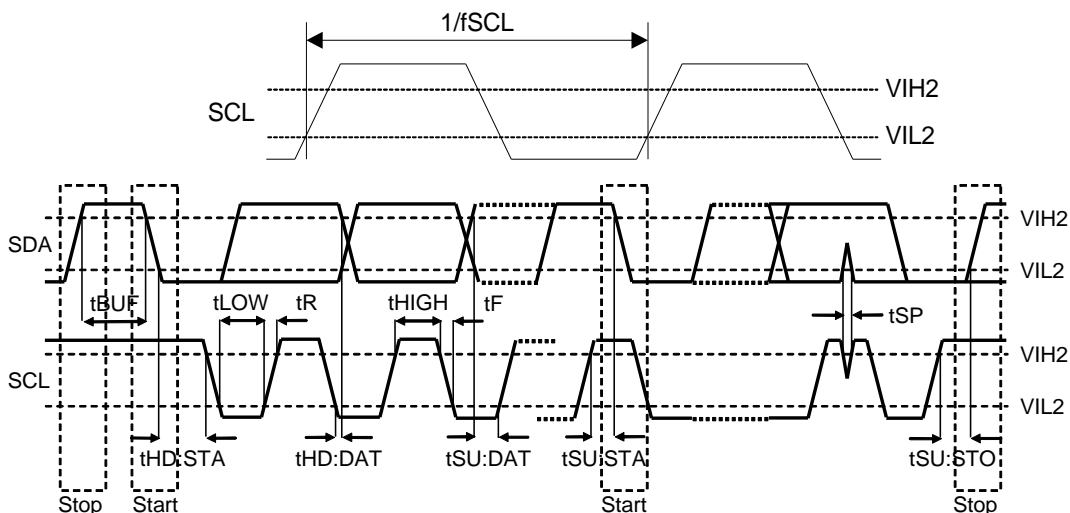 1/fSCL
SCL
VIH2
VIL2
SDA
VIH2
VIL2
tBUF
tLOW
tR
tHIGH
tF
tSP
SCL
VIH2
VIL2
tHD:STA
tHD:DAT
tSU:DAT
tSU:STA
tSU:STO
Stop
Start
Start
Stop